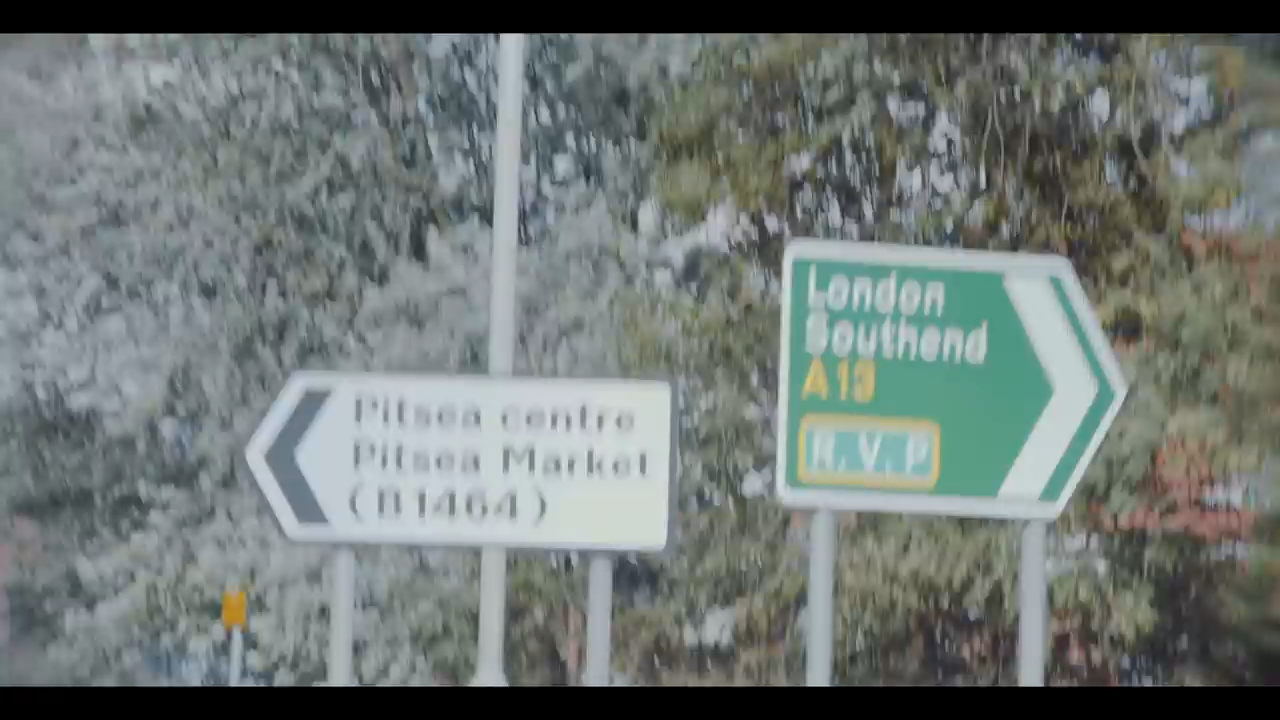 Pitsea centre
Pitsea Market
(B1464)
London
Southend
A13
R.V.P